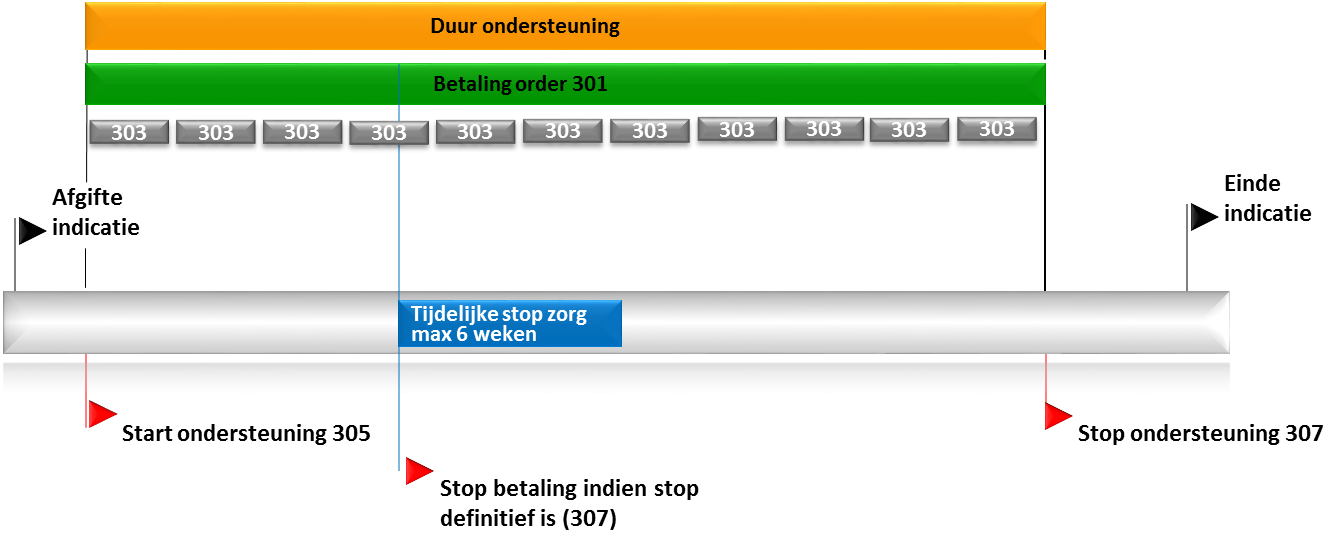 Duur ondersteuning
Betaling order 301
303 303 303 303 303 303 303 303 303 303 303
Afgifte
indicatie
Einde
indicatie
Tijdelijke stop zorg
max 6 weken
Start ondersteuning 305
Stop ondersteuning 307
Stop betaling indien stop
definitief is (307)